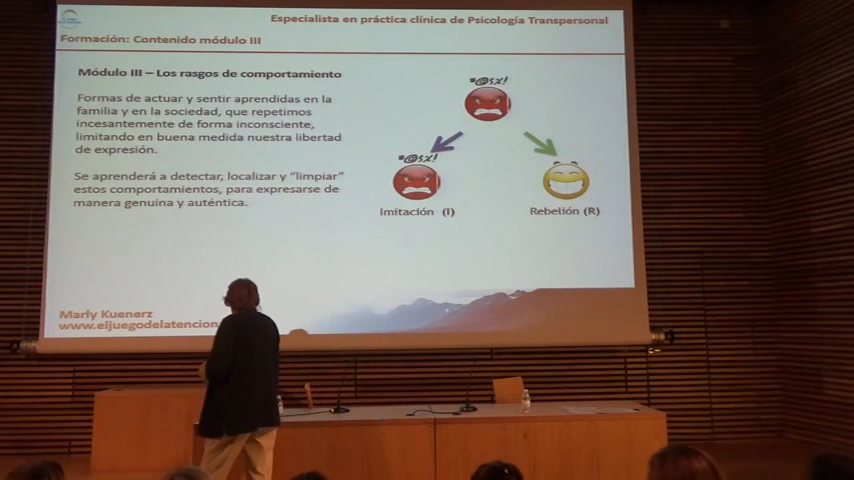 Especialista en práctica clínica de Psicología Transpersonal
Formación: Contenido módulo III
Módulo III – Los rasgos de comportamiento
Formas de actuar y sentir aprendidas en la
familia y en la sociedad, que repetimos
incesantemente de forma inconsciente,
limitando en buena medida nuestra libertad
de expresión.
Se aprenderá a detectar, localizar y “limpiar”
estos comportamientos, para expresarse de
manera genuina y auténtica.
*@$%!
*@$%!
Imitación (I)
Rebelión (R)
Marly Kuenerz
www.eljuegodelatencion